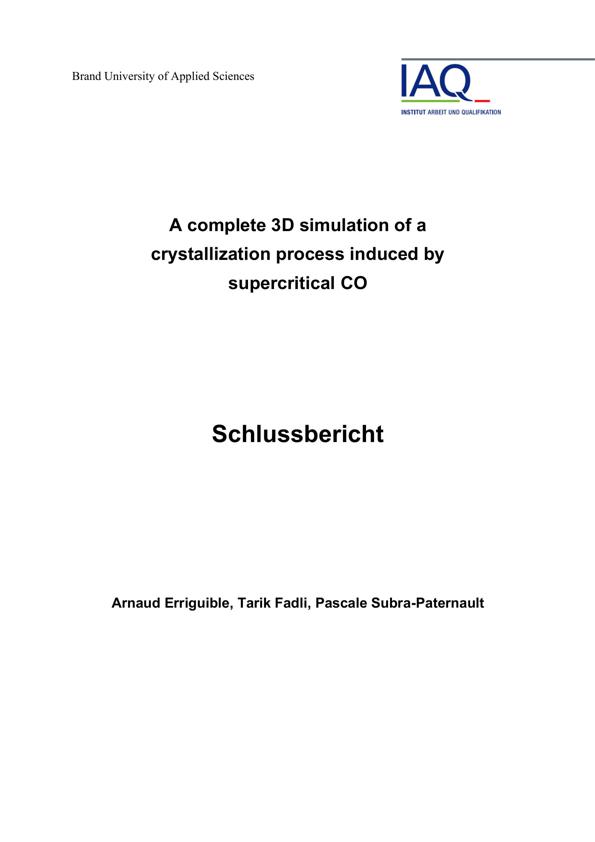 Brand University of Applied Sciences
IAQ
INSTITUT ARBEIT UND QUALIFIKATION
A complete 3D simulation of a
crystallization process induced by
supercritical CO
Schlussbericht
Arnaud Erriguible, Tarik Fadli, Pascale Subra-Paternault